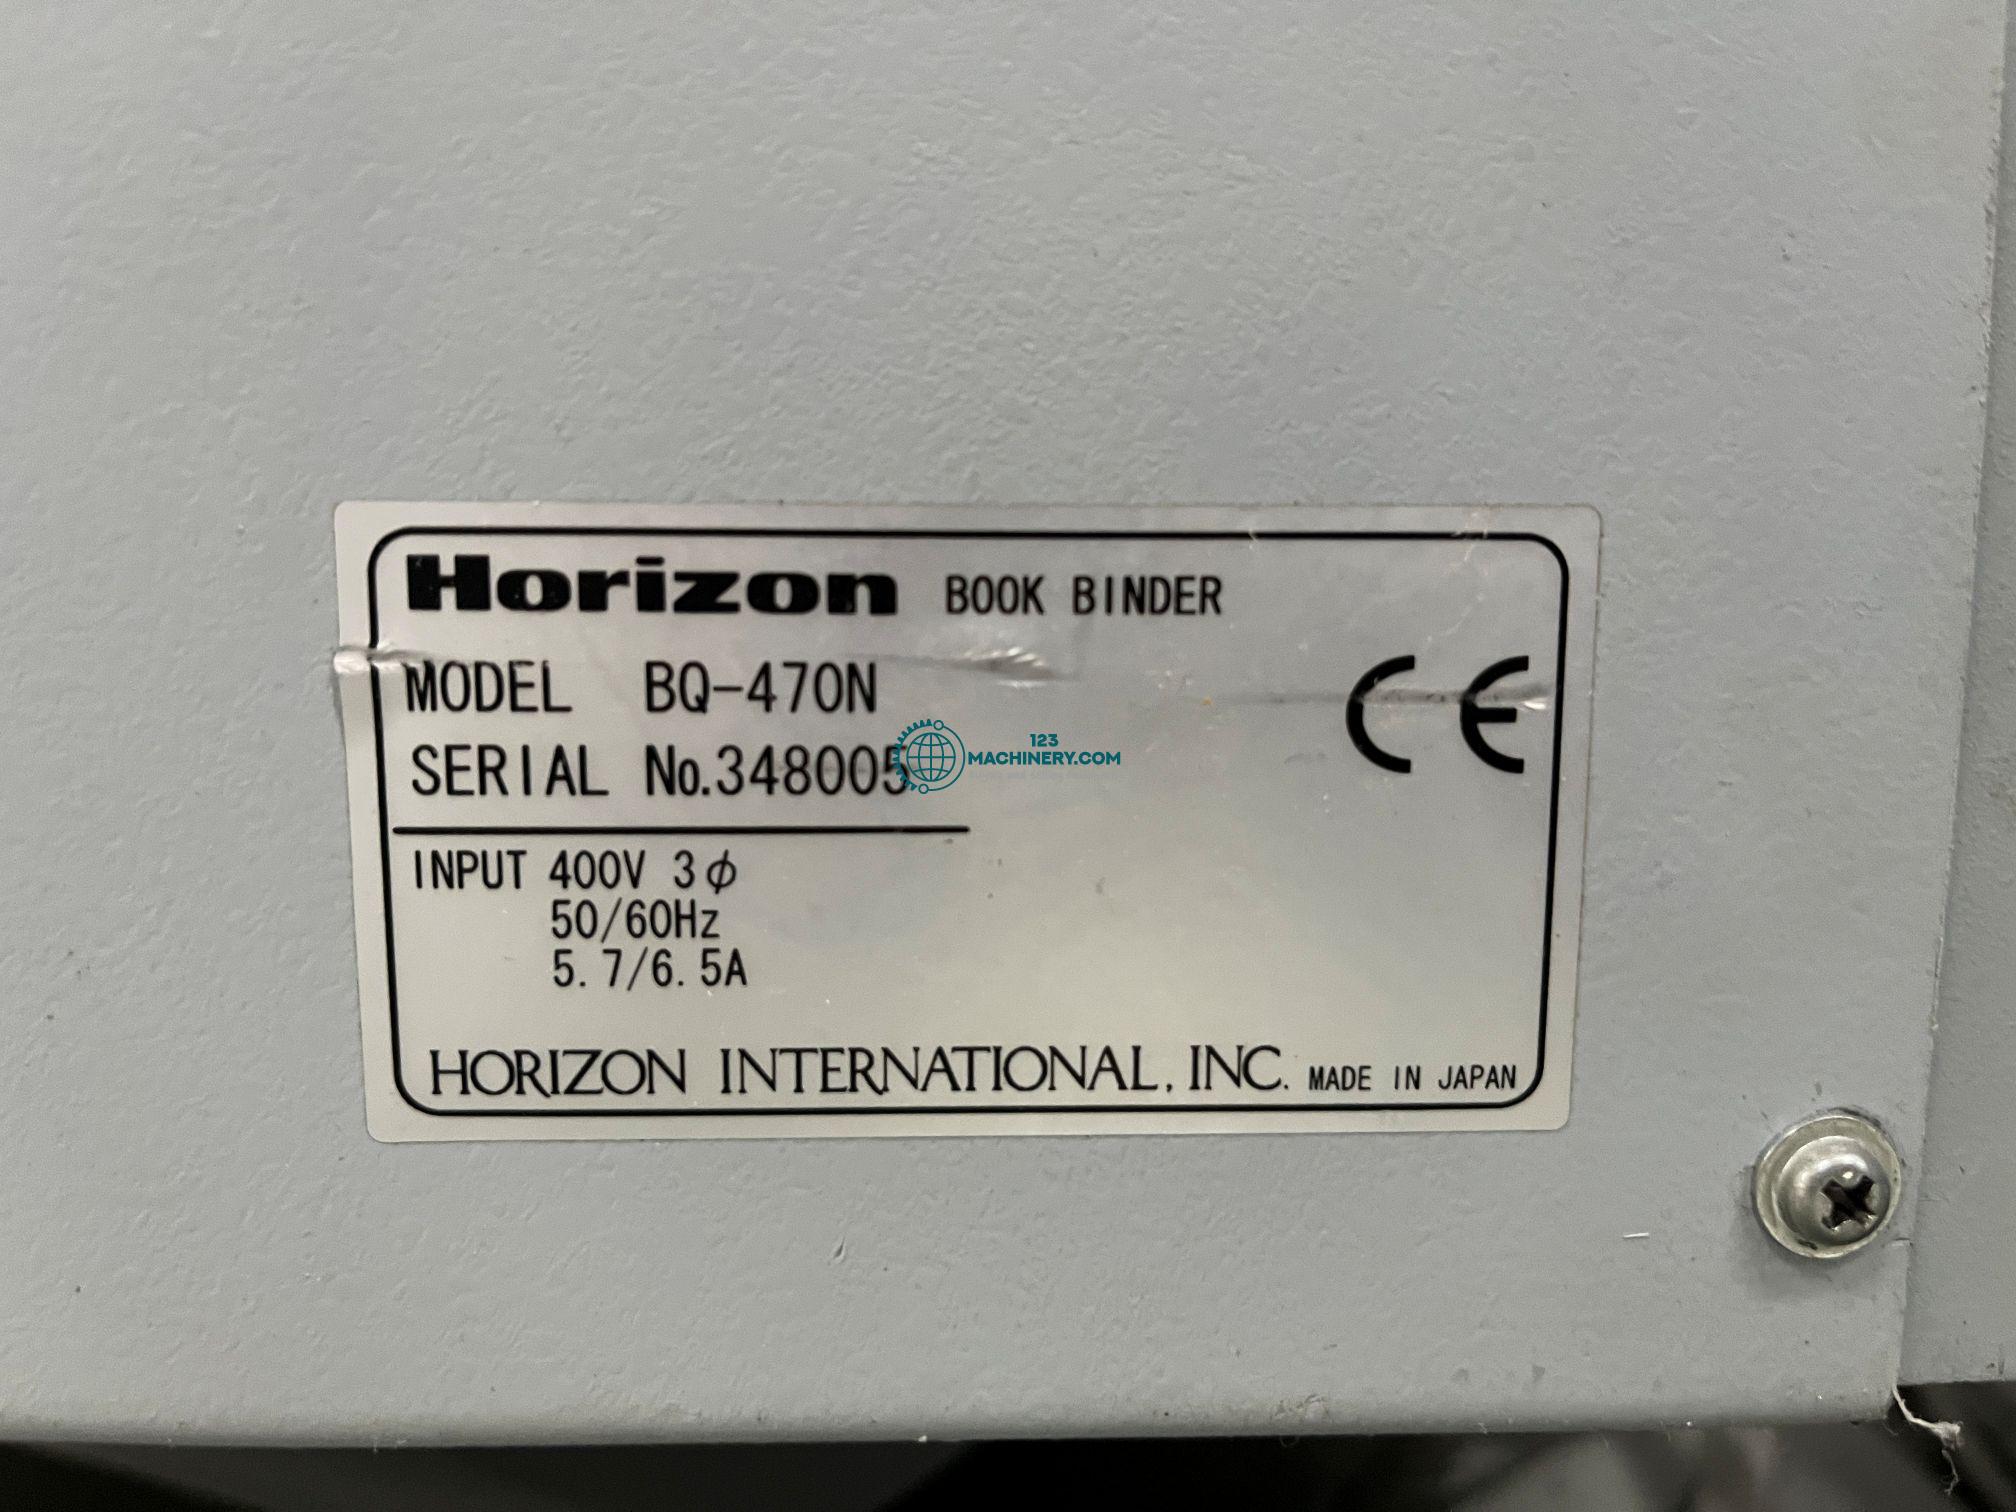 Horizon BOOK BINDER
MODEL BQ-470N
SERIAL No.348005
CE
123
MACHINERY.COM
INPUT 400V 3ϕ
50/60Hz
5.7/6.5A
HORIZON INTERNATIONAL, INC. MADE IN JAPAN